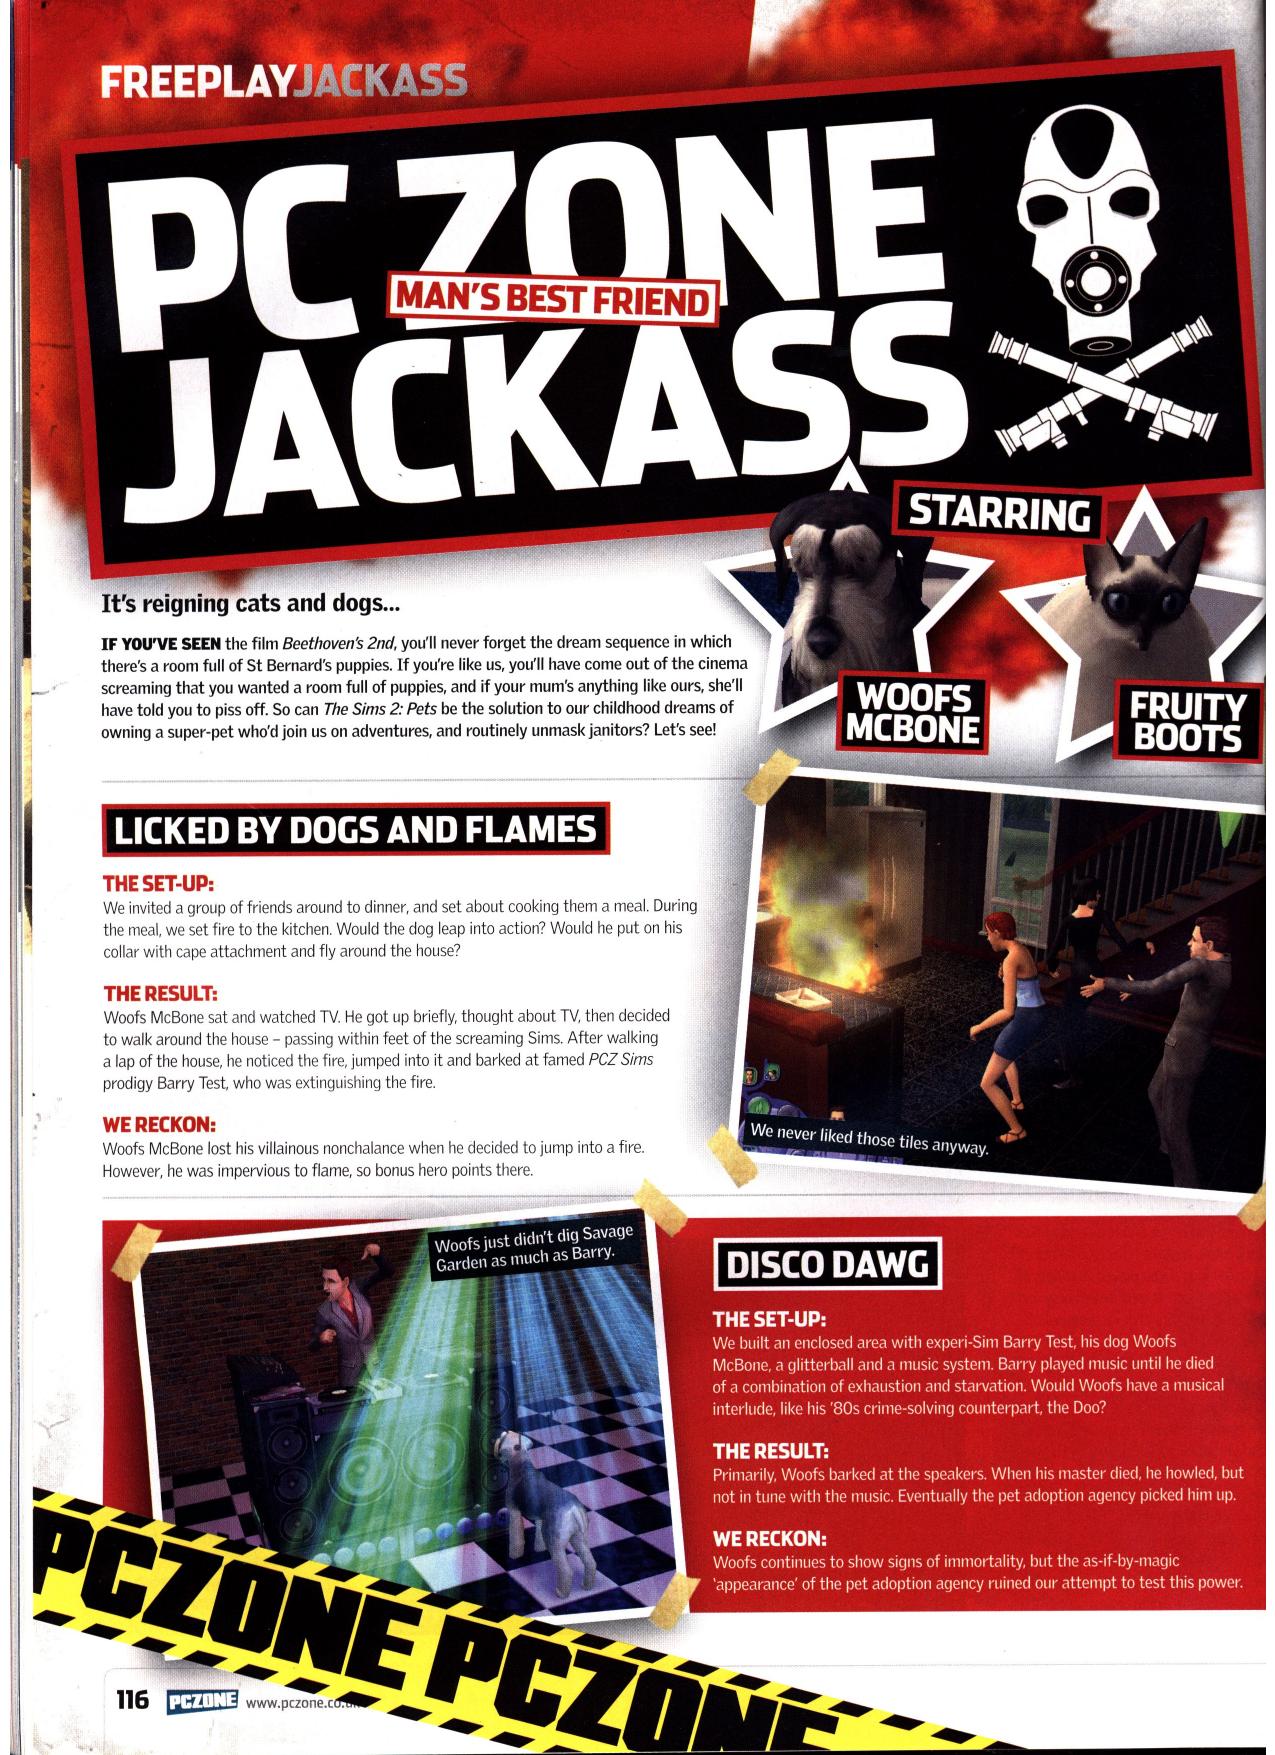 FREEPLAYJACKASS
PC ZONE
MAN'S BEST FRIEND
JACKASS
STARRING
WOOFS
MCBONE
FRUITY
BOOTS
It's reigning cats and dogs...
IF YOU'VE SEEN the film Beethoven's 2nd, you'll never forget the dream sequence in which
there's a room full of St Bernard's puppies. If you're like us, you'll have come out of the cinema
screaming that you wanted a room full of puppies, and if your mum's anything like ours, she'll
have told you to piss off. So can The Sims 2: Pets be the solution to our childhood dreams of
owning a super-pet who'd join us on adventures, and routinely unmask janitors? Let's see!
LICKED BY DOGS AND FLAMES
THE SET-UP:
We invited a group of friends around to dinner, and set about cooking them a meal. During
the meal, we set fire to the kitchen. Would the dog leap into action? Would he put on his
collar with cape attachment and fly around the house?
THE RESULT:
Woofs McBone sat and watched TV. He got up briefly, thought about TV, then decided
to walk around the house – passing within feet of the screaming Sims. After walking
a lap of the house, he noticed the fire, jumped into it and barked at famed PCZ Sims
prodigy Barry Test, who was extinguishing the fire.
WE RECKON:
Woofs McBone lost his villainous nonchalance when he decided to jump into a fire.
However, he was impervious to flame, so bonus hero points there.
We never liked those tiles anyway.
Woofs just didn't dig Savage
Garden as much as Barry.
DISCO DAWG
THE SET-UP:
We built an enclosed area with experi-Sim Barry Test, his dog Woofs
McBone, a glitterball and a music system. Barry played music until he died
of a combination of exhaustion and starvation. Would Woofs have a musical
interlude, like his '80s crime-solving counterpart, the Doo?
THE RESULT:
Primarily, Woofs barked at the speakers. When his master died, he howled, but
not in tune with the music. Eventually the pet adoption agency picked him up.
WE RECKON:
Woofs continues to show signs of immortality, but the as-if-by-magic
'appearance' of the pet adoption agency ruined our attempt to test this power.
PCZONE PCZONE
116 PCZONE www.pczone.co.uk